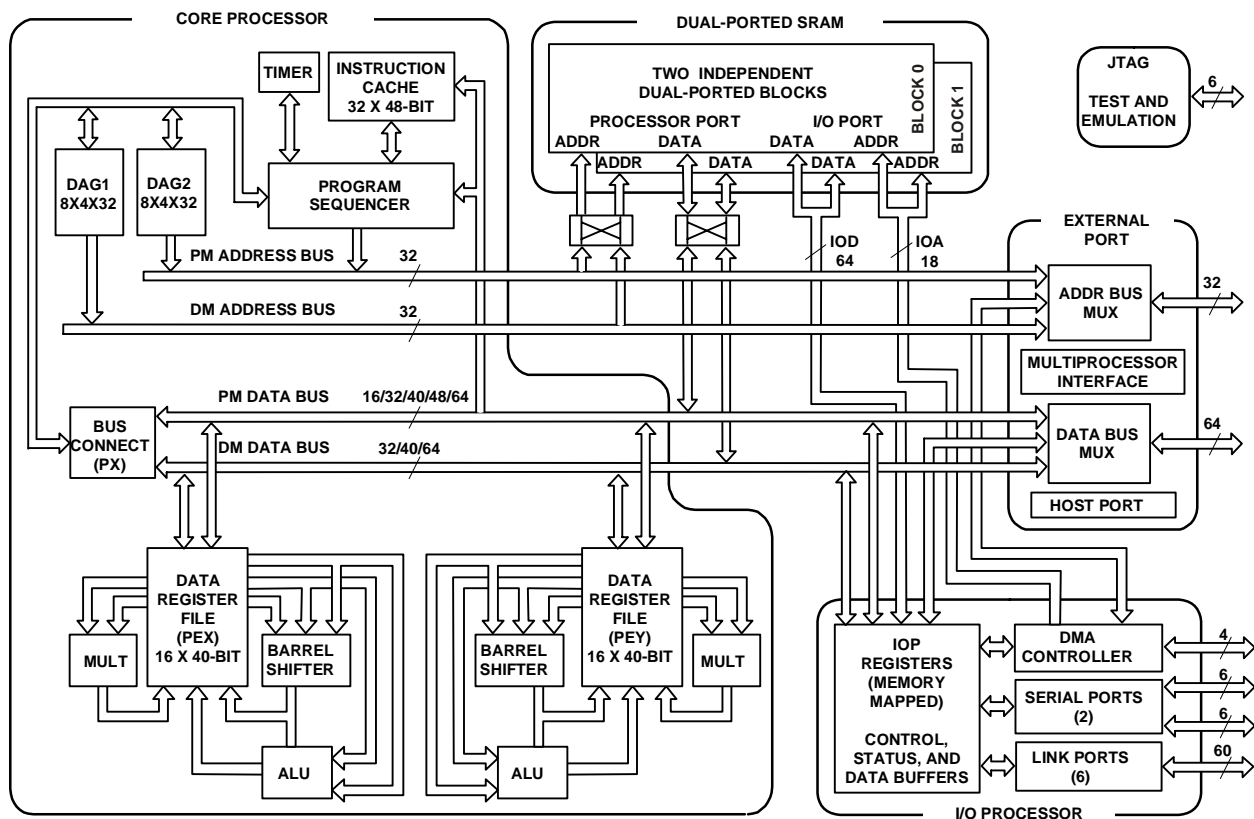 CORE PROCESSOR
TIMER
INSTRUCTION
CACHE
32 X 48-BIT
DAG1
8X4X32
DAG2
8X4X32
PROGRAM
SEQUENCER
PM ADDRESS BUS
32
DM ADDRESS BUS
32
PM DATA BUS
16/32/40/48/64
BUS
CONNECT
(PX)
DM DATA BUS
32/40/64
DATA
REGISTER
FILE
(PEX)
16 X 40-BIT
MULT
BARREL
SHIFTER
ALU
DATA
REGISTER
FILE
(PEY)
16 X 40-BIT
BARREL
SHIFTER
MULT
ALU
DUAL-PORTED SRAM
TWO INDEPENDENT
DUAL-PORTED BLOCKS
PROCESSOR PORT
I/O PORT
ADDR
DATA
DATA
ADDR
ADDR
DATA
DATA
ADDR
BLOCK 0
BLOCK 1
IOD
64
IOA
18
JTAG
TEST AND
EMULATION
6
EXTERNAL
PORT
ADDR BUS
MUX
32
MULTIPROCESSOR
INTERFACE
DATA BUS
MUX
64
HOST PORT
IOP
REGISTERS
(MEMORY
MAPPED)
CONTROL,
STATUS, AND
DATA BUFFERS
DMA
CONTROLLER
4
SERIAL PORTS
(2)
6
6
LINK PORTS
(6)
60
I/O PROCESSOR